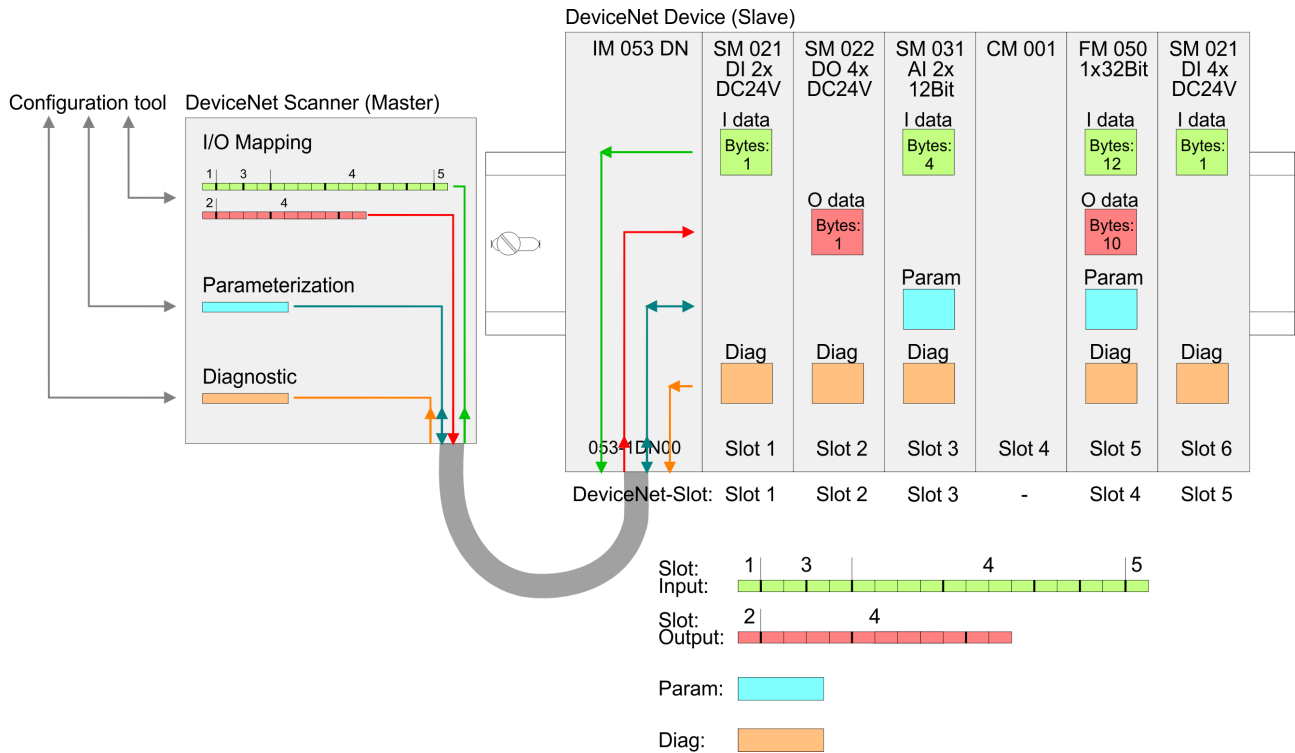 DeviceNet Device (Slave)
IM 053 DN
SM 021
DI 2x
DC24V
SM 022
DO 4x
DC24V
SM 031
AI 2x
12Bit
CM 001
FM 050
1x32Bit
SM 021
DI 4x
DC24V
Configuration tool
DeviceNet Scanner (Master)
I/O Mapping
1 3 4 5
2 4
Parameterization
Diagnostic
I data
Bytes:
1
I data
Bytes:
4
I data
Bytes:
12
I data
Bytes:
1
O data
Bytes:
1
O data
Bytes:
10
Param
Param
Diag
Diag
Diag
Diag
Diag
053-1DN00
Slot 1
Slot 2
Slot 3
Slot 4
Slot 5
Slot 6
DeviceNet-Slot: Slot 1 Slot 2 Slot 3 - Slot 4 Slot 5
Slot: 1 3 4 5
Input:
Slot: 2 4
Output:
Param:
Diag: